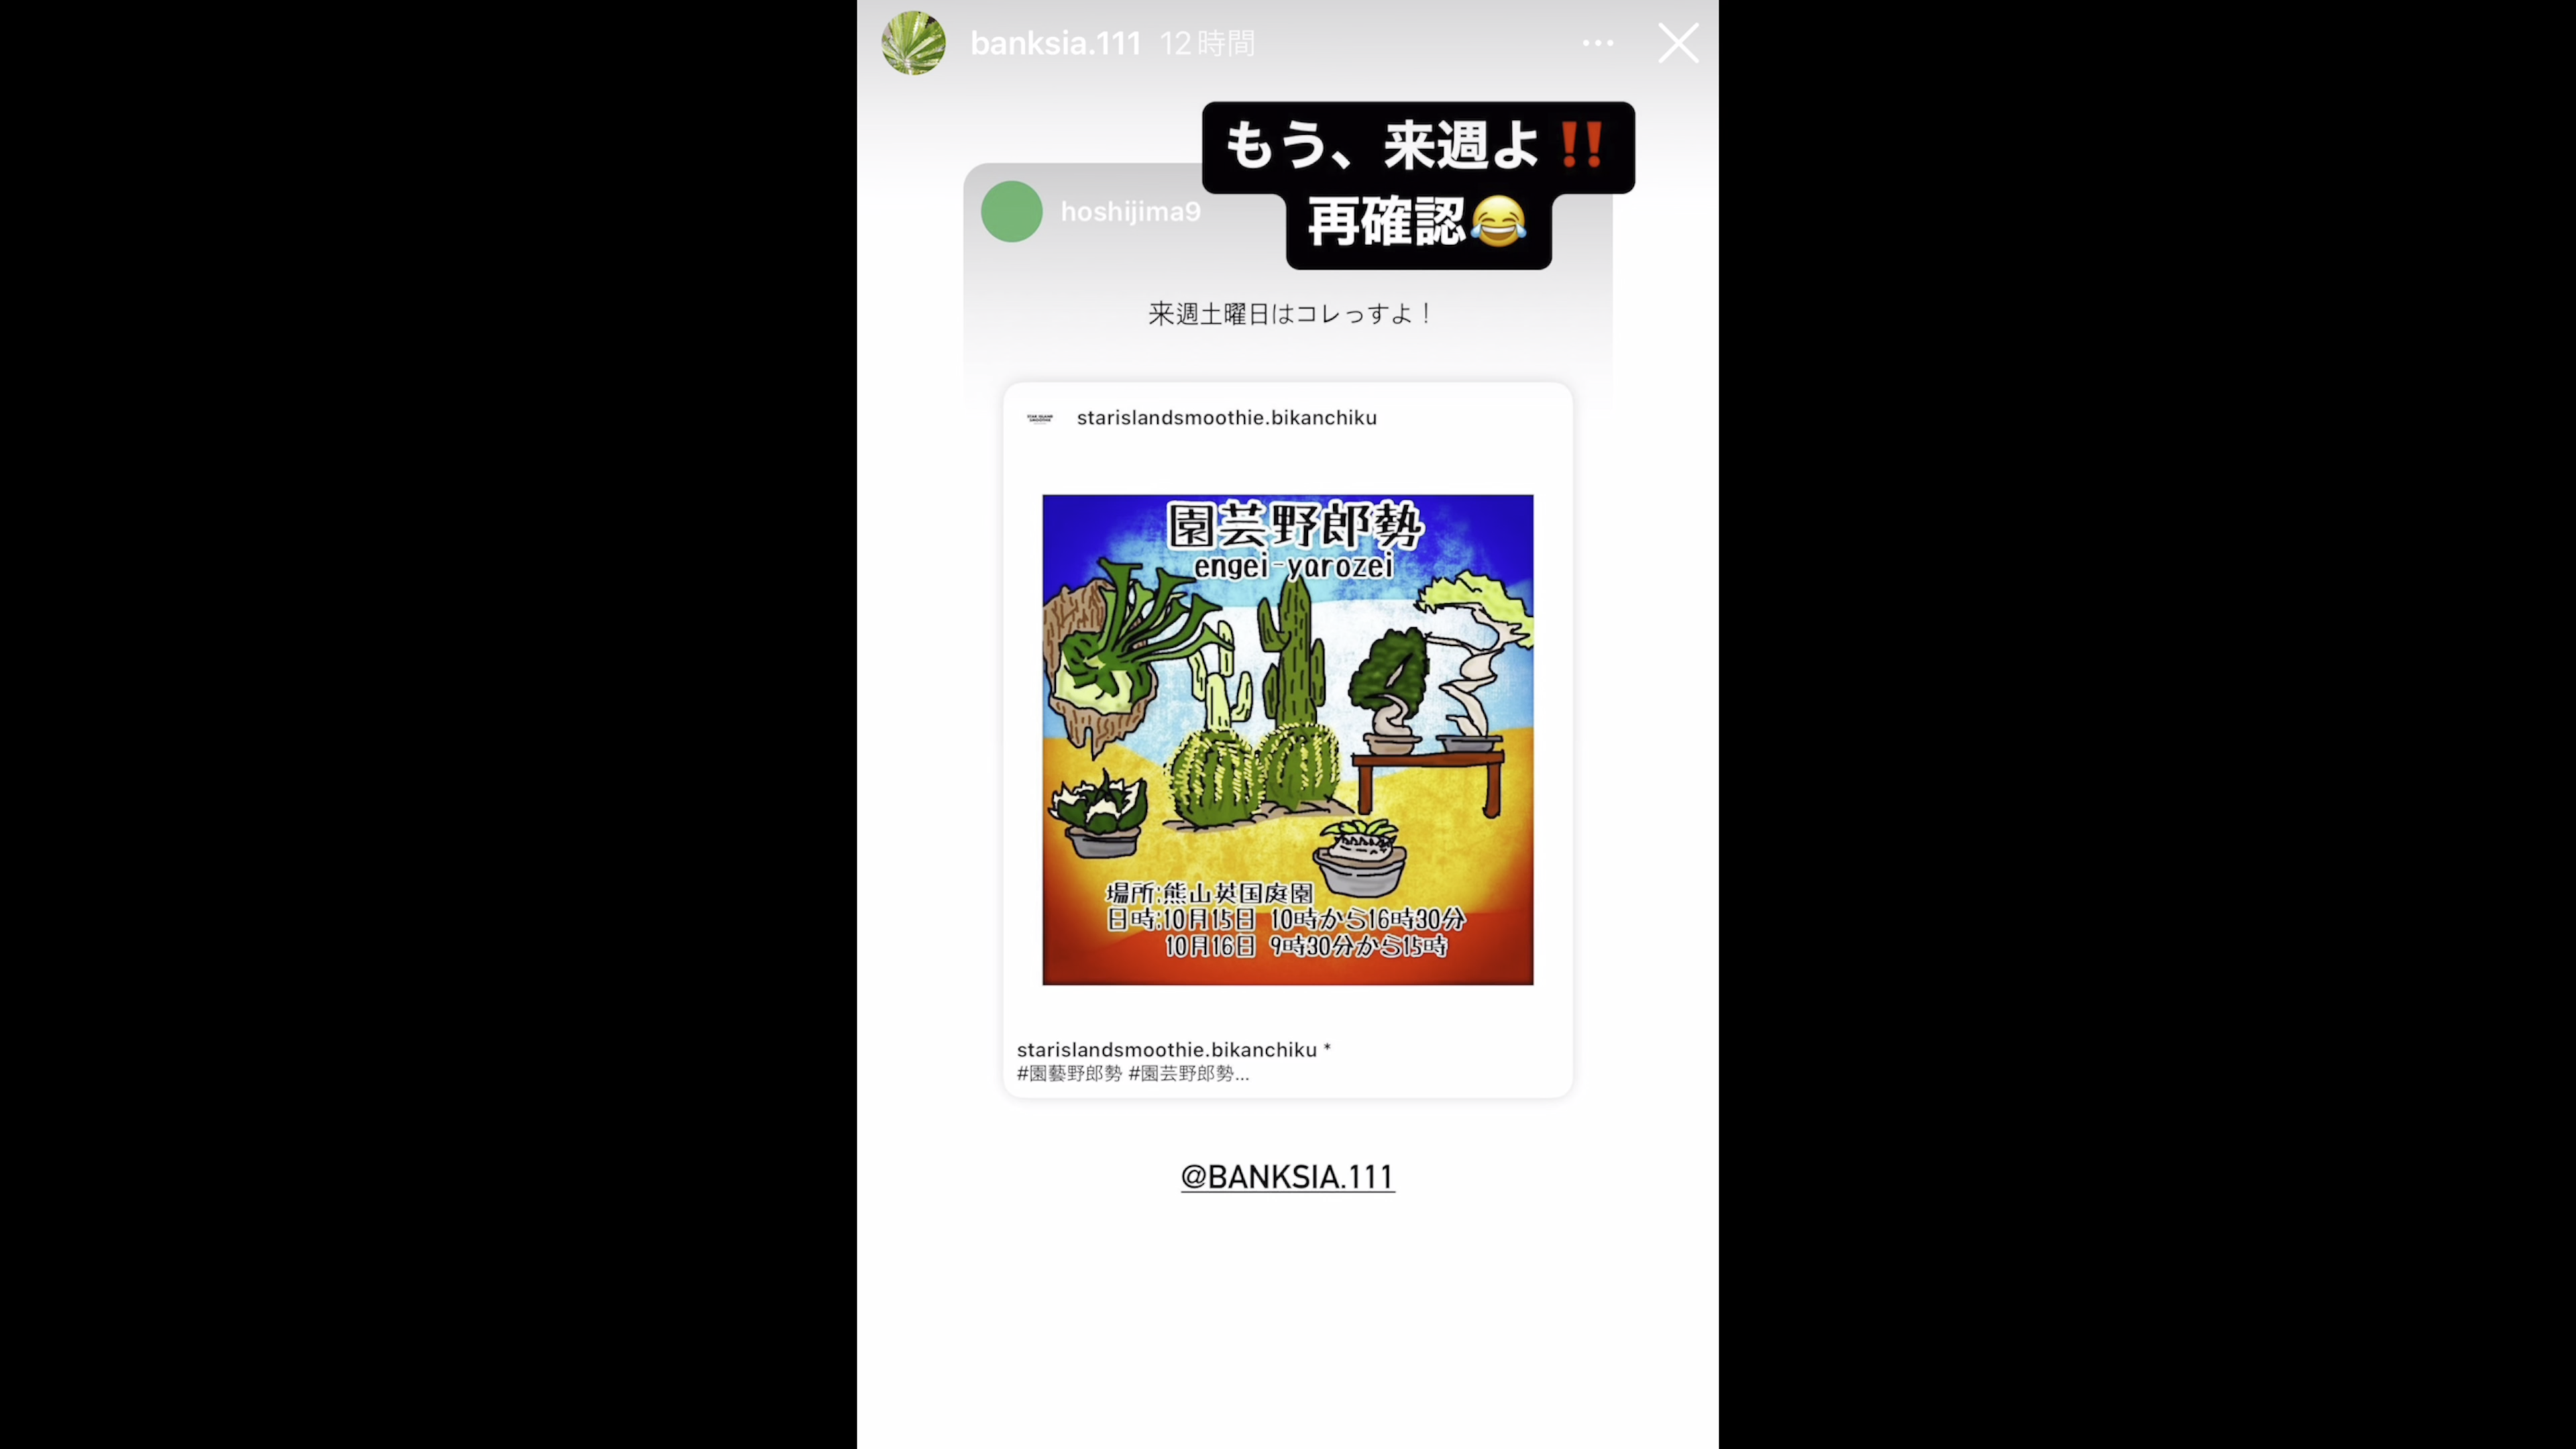 banksia.111 12時間
もう、来週よ‼️
再確認😂
hoshijima9
来週土曜日はコレっすよ！
starislandsmoothie.bikanchiku
園芸野郎勢
engei-yarozei
場所:熊山英国庭園
日時:10月15日 10時から16時30分
10月16日 9時30分から15時
starislandsmoothie.bikanchiku *
#園藝野郎勢 #園芸野郎勢...
@BANKSIA.111